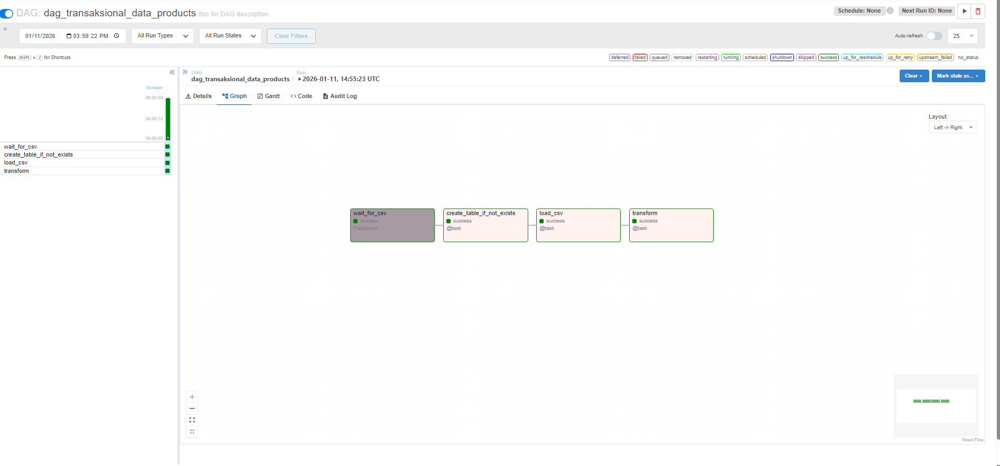 DAG: dag_transaksional_data_products this for DAG description
Schedule: None Next Run ID: None
01/11/2026 03:59:22 PM All Run Types All Run States Clear Filters Auto-refresh 25
Press shift + / for Shortcuts
deferred failed queued removed restarting running scheduled shutdown skipped success up_for_reschedule up_for_retry upstream_failed no_status
DAG
dag_transaksional_data_products /
Run
2026-01-11, 14:55:23 UTC
Clear
Mark state as...
Details Graph Gantt Code Audit Log
Duration
00:00:30
00:00:15
00:00:00
wait_for_csv
create_table_if_not_exists
load_csv
transform
Layout:
Left -> Right
wait_for_csv
success
FileSensor
create_table_if_not_exists
success
@task
load_csv
success
@task
transform
success
@task
React Flow